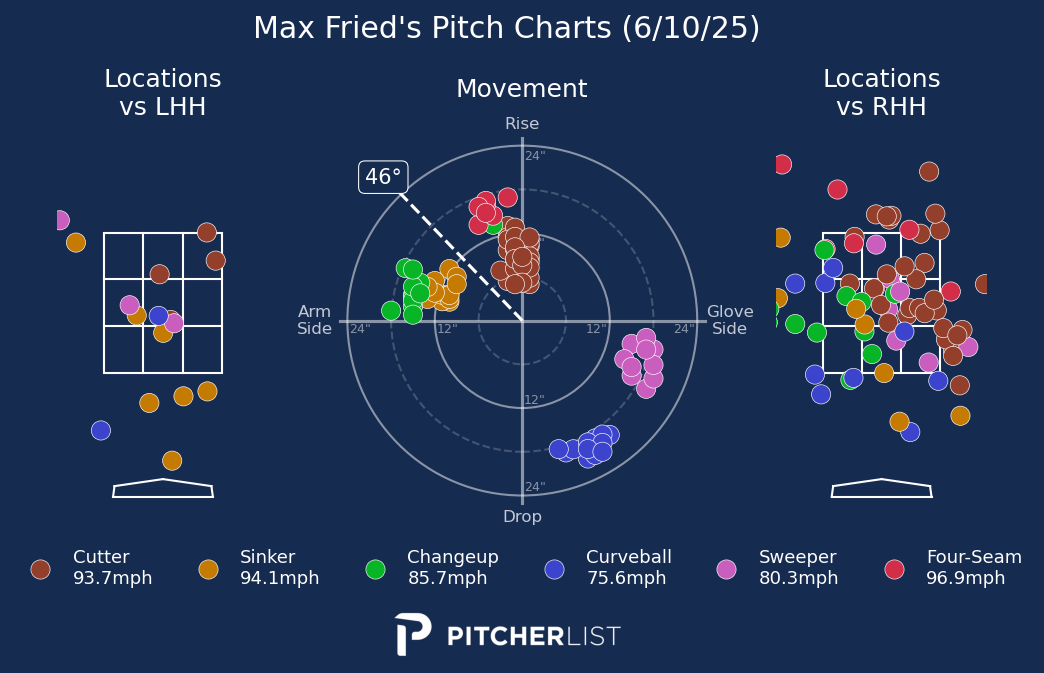 Max Fried's Pitch Charts (6/10/25)
Locations
vs LHH
Movement
Locations
vs RHH
Rise
24"
46°
Arm
Side
24"
12"
12"
24"
Glove
Side
12"
24"
Drop
Cutter
93.7mph
Sinker
94.1mph
Changeup
85.7mph
Curveball
75.6mph
Sweeper
80.3mph
Four-Seam
96.9mph
PITCHERLIST